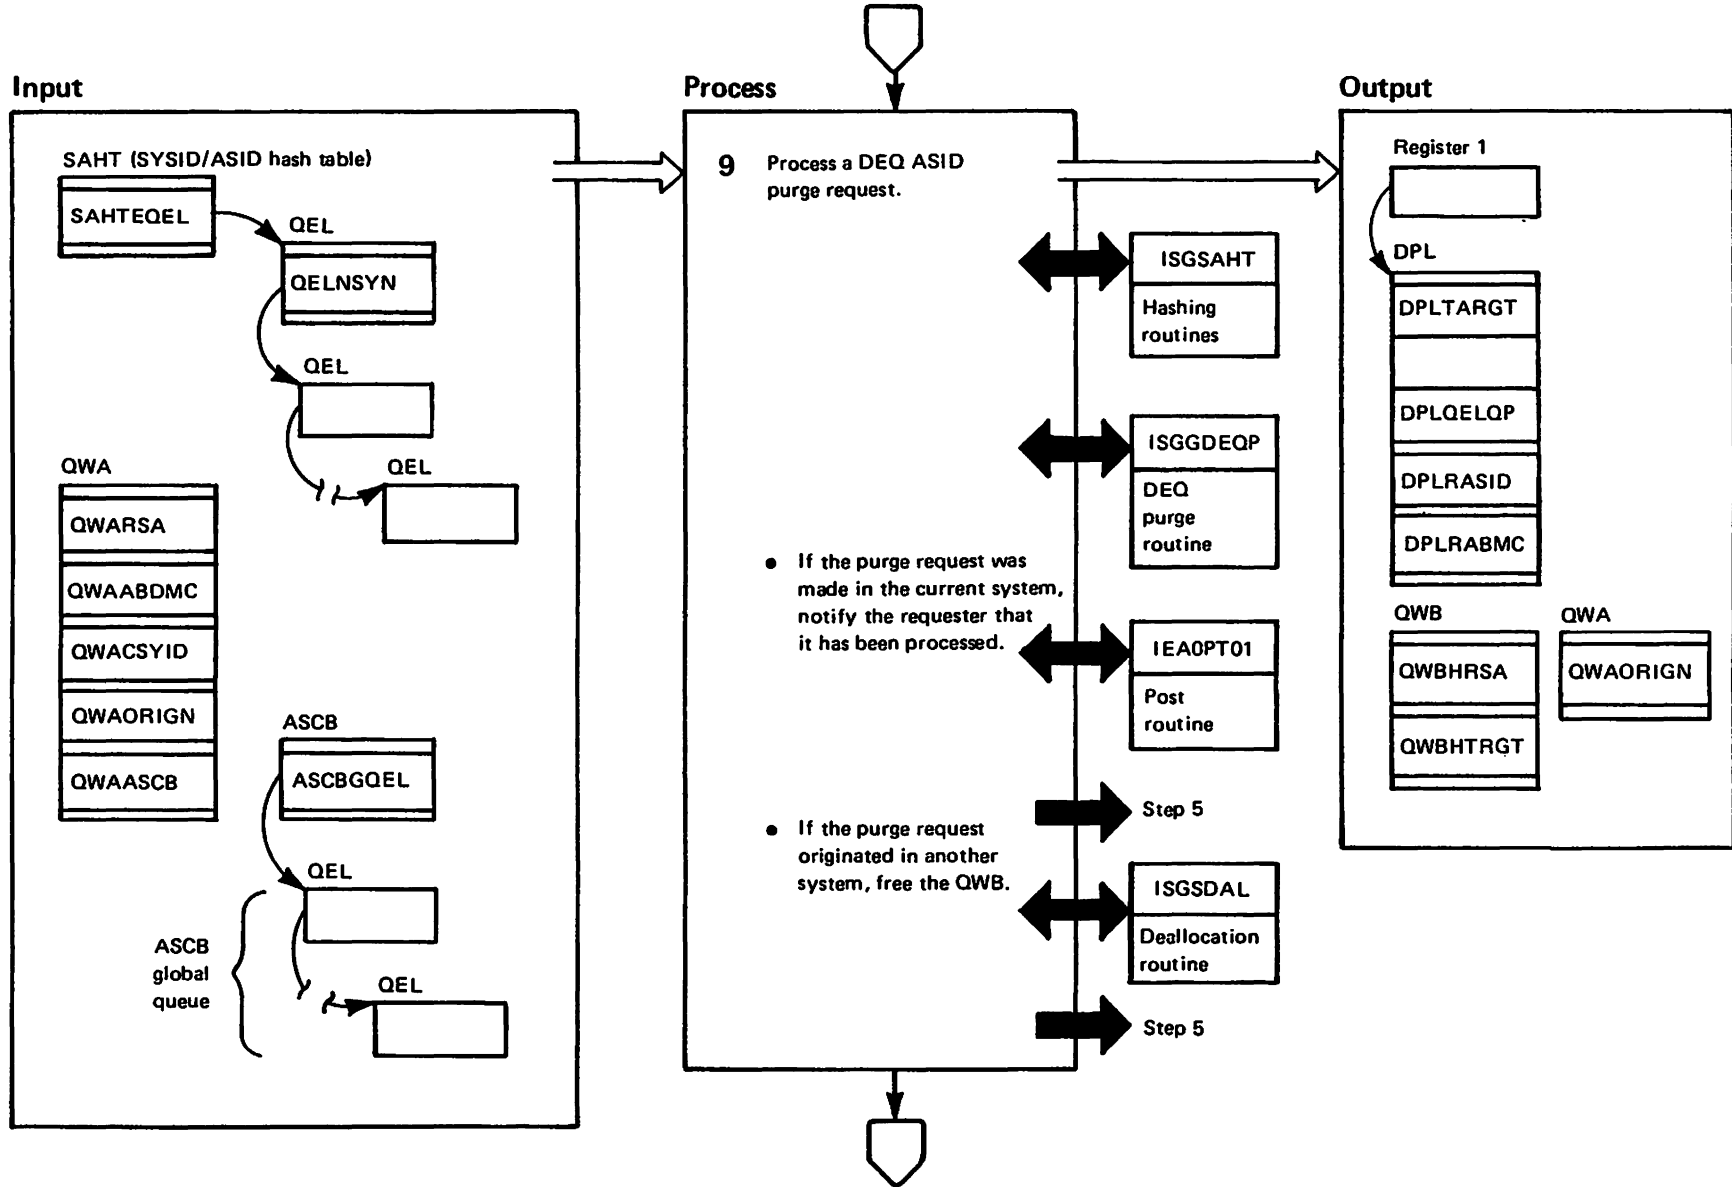 Input
SAHT (SYSID/ASID hash table)
SAHTEQEL
QEL
QELNSYN
QEL
QEL
QWA
QWARSA
QWAABDMC
QWACSYID
QWAORIGN
QWAASCB
ASCB
ASCBGQEL
QEL
ASCB
global
queue
QEL
Process
9 Process a DEQ ASID
purge request.
ISGSAHT
Hashing
routines
ISGGDEQP
DEQ
purge
routine
• If the purge request was
made in the current system,
notify the requester that
it has been processed.
IEA0PT01
Post
routine
Step 5
• If the purge request
originated in another
system, free the QWB.
ISGSDAL
Deallocation
routine
Step 5
Output
Register 1
DPL
DPLTARGT
DPLQELQP
DPLRASID
DPLRABMC
QWB
QWBHRSA
QWBHTRGT
QWA
QWAORIGN